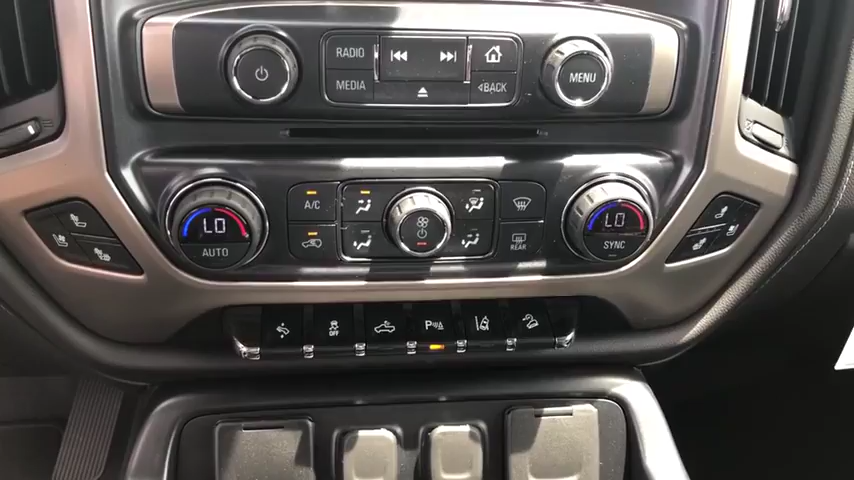 RADIO
MEDIA
BACK
MENU
LO
AUTO
A/C
REAR
LO
SYNC
OFF
P